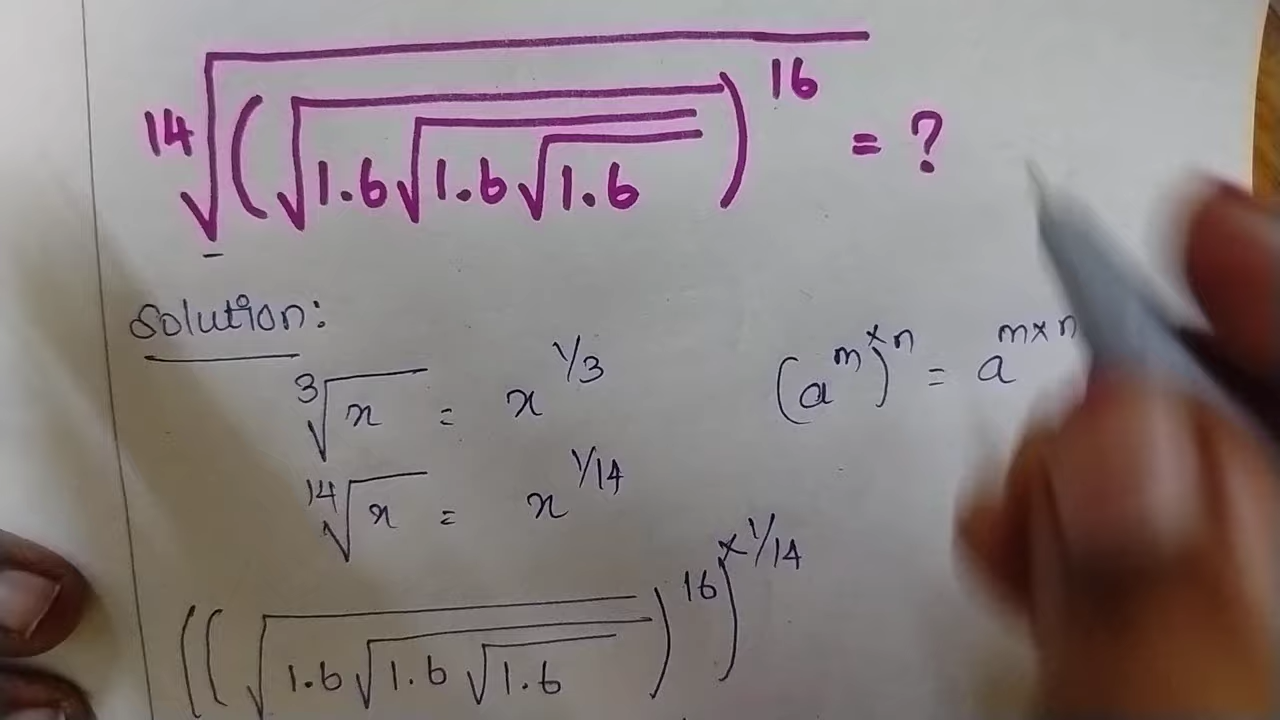 ¹⁴√(√1.6√1.6√1.6)¹⁶ = ?
Solution:
³√x = x^1/3 (a^m)^×n = a^m×n
¹⁴√x = x^1/14
((√1.6√1.6√1.6)^16)^×1/14